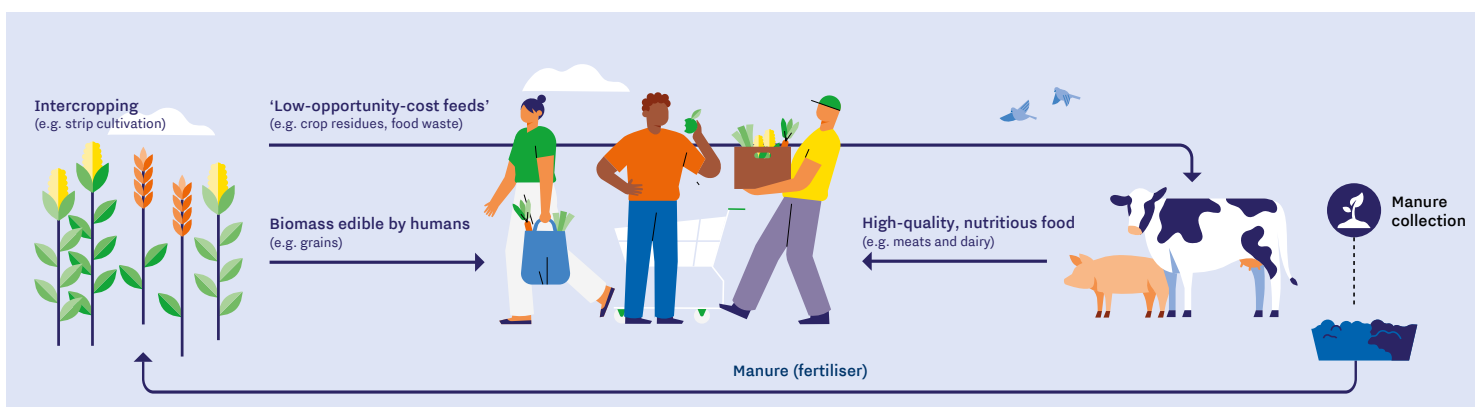 Intercropping
(e.g. strip cultivation)
‘Low-opportunity-cost feeds’
(e.g. crop residues, food waste)
Biomass edible by humans
(e.g. grains)
High-quality, nutritious food
(e.g. meats and dairy)
Manure
collection
Manure (fertiliser)